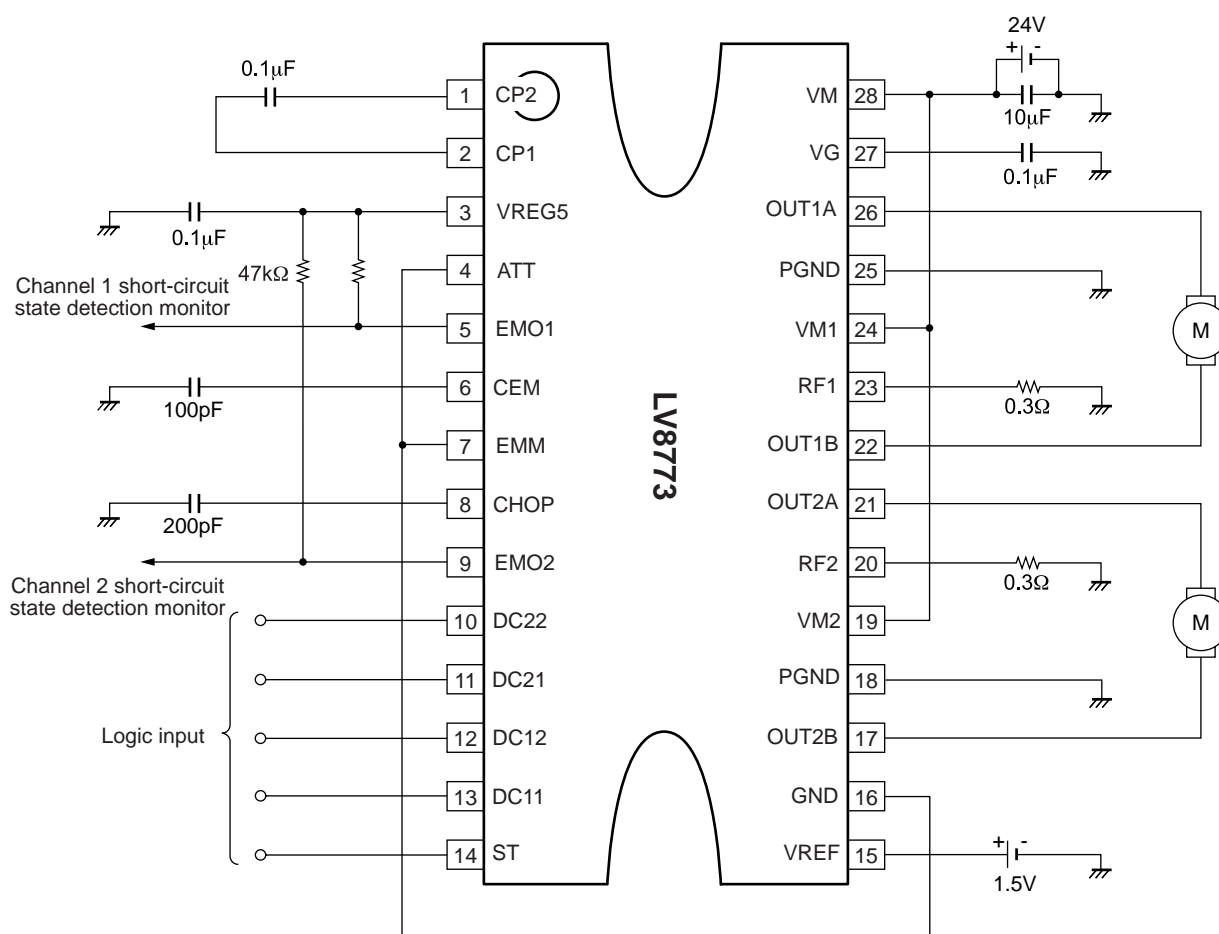 24V
+ -
0.1μF
1 CP2
VM 28
10μF
2 CP1
VG 27
0.1μF
3 VREG5
OUT1A 26
0.1μF
47kΩ
4 ATT
PGND 25
Channel 1 short-circuit
state detection monitor
5 EMO1
VM1 24
M
6 CEM
RF1 23
100pF
0.3Ω
LV8773
7 EMM
OUT1B 22
8 CHOP
OUT2A 21
200pF
9 EMO2
RF2 20
0.3Ω
Channel 2 short-circuit
state detection monitor
10 DC22
VM2 19
M
11 DC21
PGND 18
Logic input
12 DC12
OUT2B 17
13 DC11
GND 16
14 ST
VREF 15
+ -
1.5V